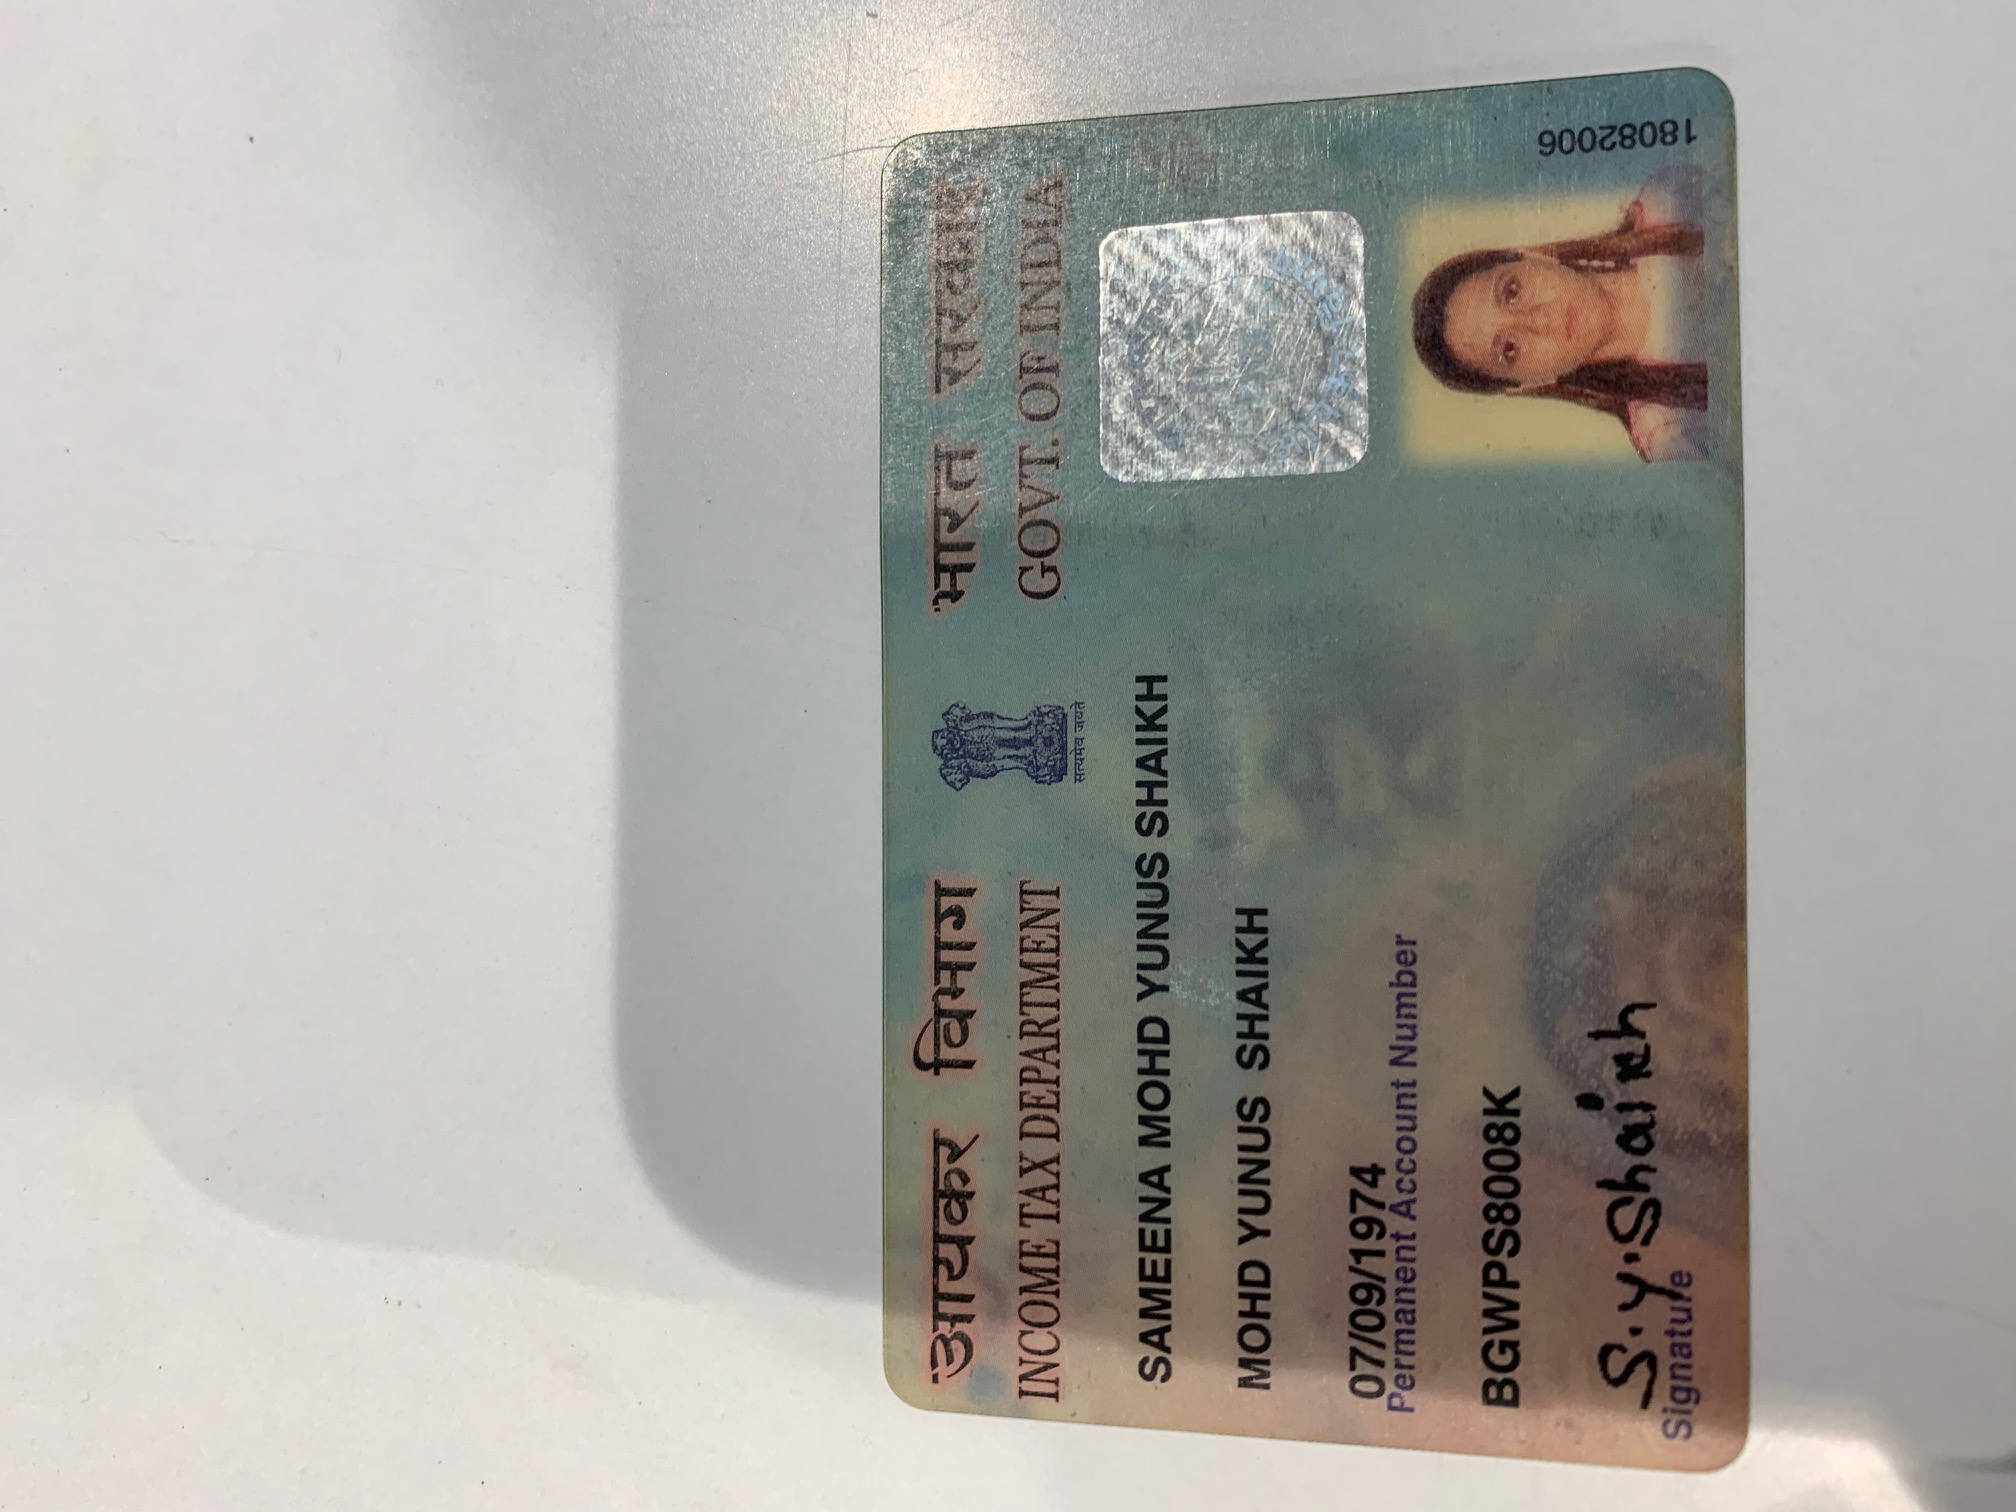 आयकर विभाग
INCOME TAX DEPARTMENT
सत्यमेव जयते
भारत सरकार
GOVT. OF INDIA
SAMEENA MOHD YUNUS SHAIKH
MOHD YUNUS SHAIKH
07/09/1974
Permanent Account Number
BGWPS8008K
S.Y.Shaikh
Signature
18082006